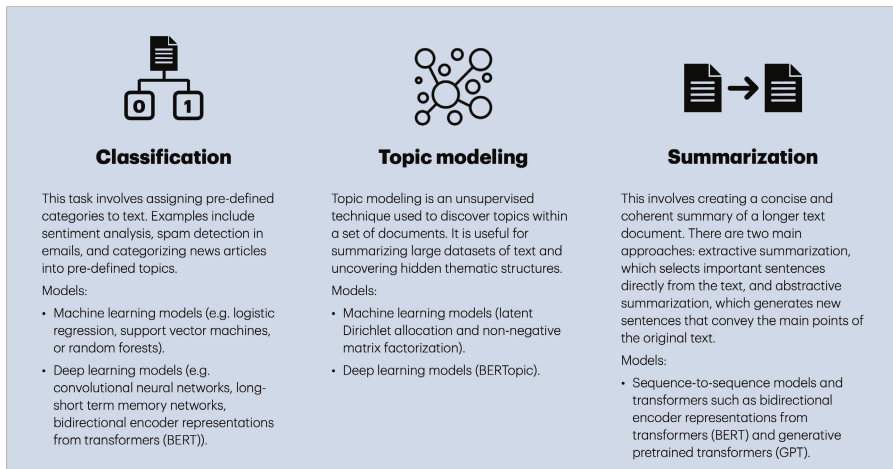 0 1
Classification
This task involves assigning pre-defined
categories to text. Examples include
sentiment analysis, spam detection in
emails, and categorizing news articles
into pre-defined topics.
Models:
• Machine learning models (e.g. logistic
regression, support vector machines,
or random forests).
• Deep learning models (e.g.
convolutional neural networks, long-
short term memory networks,
bidirectional encoder representations
from transformers (BERT)).
Topic modeling
Topic modeling is an unsupervised
technique used to discover topics within
a set of documents. It is useful for
summarizing large datasets of text and
uncovering hidden thematic structures.
Models:
• Machine learning models (latent
Dirichlet allocation and non-negative
matrix factorization).
• Deep learning models (BERTopic).
Summarization
This involves creating a concise and
coherent summary of a longer text
document. There are two main
approaches: extractive summarization,
which selects important sentences
directly from the text, and abstractive
summarization, which generates new
sentences that convey the main points of
the original text.
Models:
• Sequence-to-sequence models and
transformers such as bidirectional
encoder representations from
transformers (BERT) and generative
pretrained transformers (GPT).